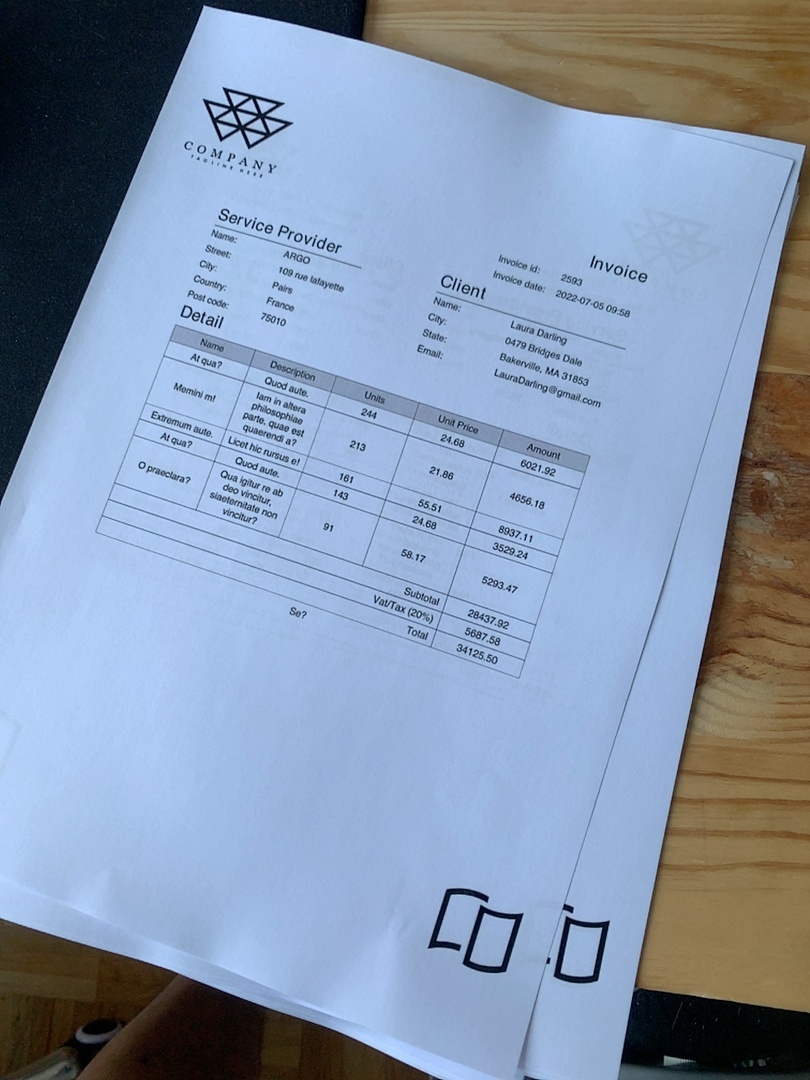 COMPANY
TAGLINE HERE
Invoice
Invoice id: 2593
Invoice date: 2022-07-05 09:58
Service Provider
Name: ARGO
Street: 109 rue lafayette
City: Pairs
Country: France
Post code: 75010
Client
Name: Laura Darling
City: 0479 Bridges Dale
State: Bakerville, MA 31853
Email: LauraDarling@gmail.com
Detail
Name Description Units Unit Price Amount
At qua? Quod aute. 244 24.68 6021.92
Memini m! Iam in altera philosophiae parte. quae est quaerendi a? 213 21.86 4656.18
Extremum aute. Licet hic rursus e! 161 55.51 8937.11
At qua? Quod aute. 143 24.68 3529.24
O praeclara? Qua igitur re ab deo vincitur, siaeternitate non vincitur? 91 58.17 5293.47
Subtotal 28437.92
Vat/Tax (20%) 5687.58
Total 34125.50
Se?